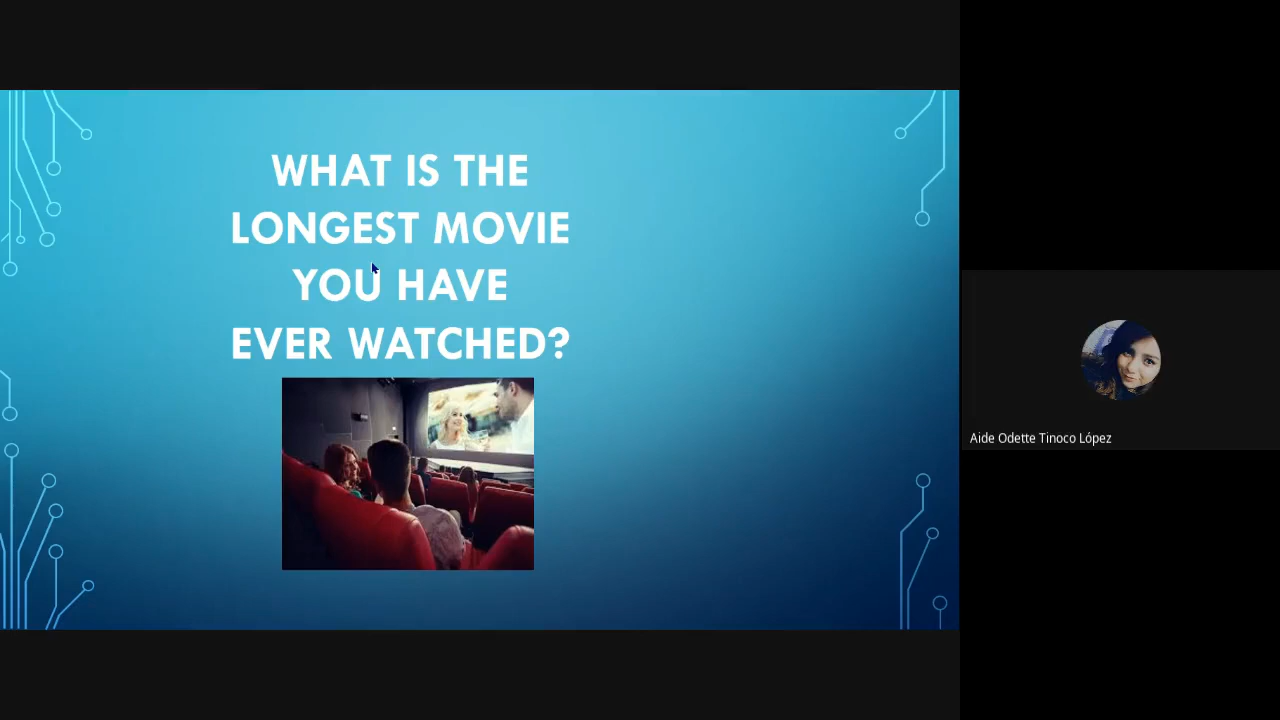 WHAT IS THE
LONGEST MOVIE
YOU HAVE
EVER WATCHED?
Aide Odette Tinoco López